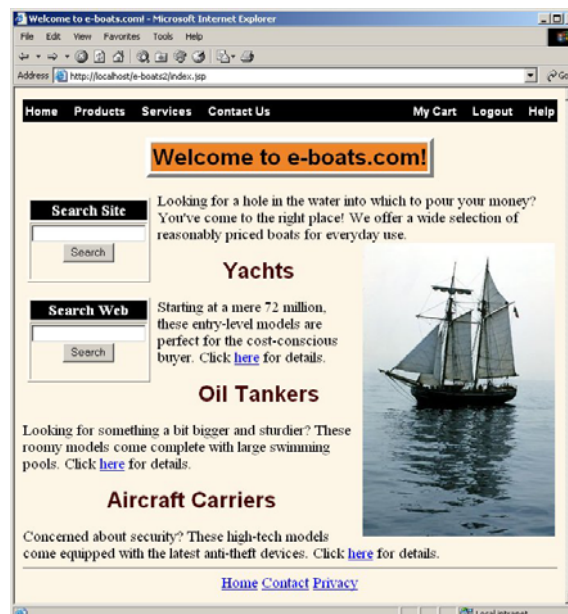 Welcome to e-boats.com! - Microsoft Internet Explorer
File Edit View Favorites Tools Help
Address http://localhost/e-boats2/index.jsp Go
Home Products Services Contact Us My Cart Logout Help
Welcome to e-boats.com!
Search Site
Search
Search Web
Search
Looking for a hole in the water into which to pour your money?
You've come to the right place! We offer a wide selection of
reasonably priced boats for everyday use.
Yachts
Starting at a mere 72 million,
these entry-level models are
perfect for the cost-conscious
buyer. Click here for details.
Oil Tankers
Looking for something a bit bigger and sturdier? These
roomy models come complete with large swimming
pools. Click here for details.
Aircraft Carriers
Concerned about security? These high-tech models
come equipped with the latest anti-theft devices. Click here for details.
Home Contact Privacy
Local intranet